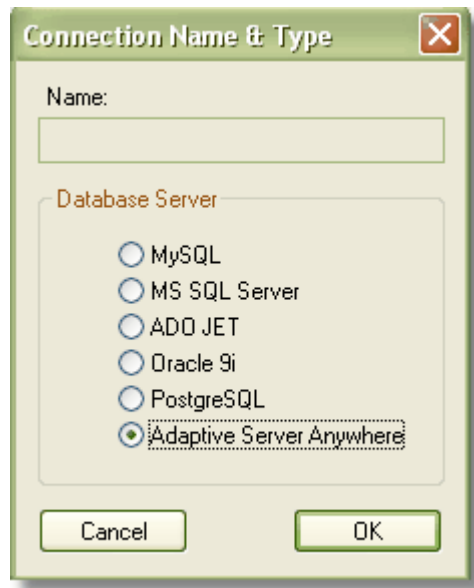 Connection Name & Type
Name:
Database Server
MySQL
MS SQL Server
ADO JET
Oracle 9i
PostgreSQL
Adaptive Server Anywhere
Cancel
OK